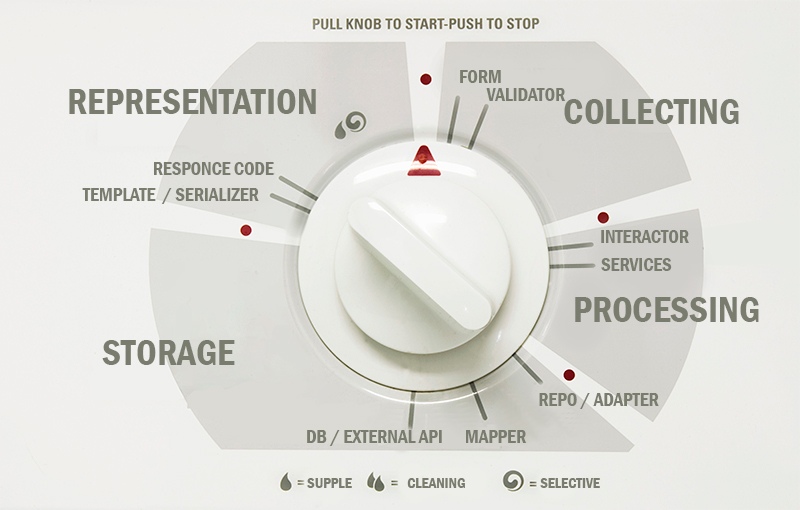 PULL KNOB TO START-PUSH TO STOP
FORM
VALIDATOR
COLLECTING
REPRESENTATION
RESPONCE CODE
TEMPLATE / SERIALIZER
INTERACTOR
SERVICES
PROCESSING
STORAGE
REPO / ADAPTER
DB / EXTERNAL API
MAPPER
= SUPPLE
= CLEANING
= SELECTIVE